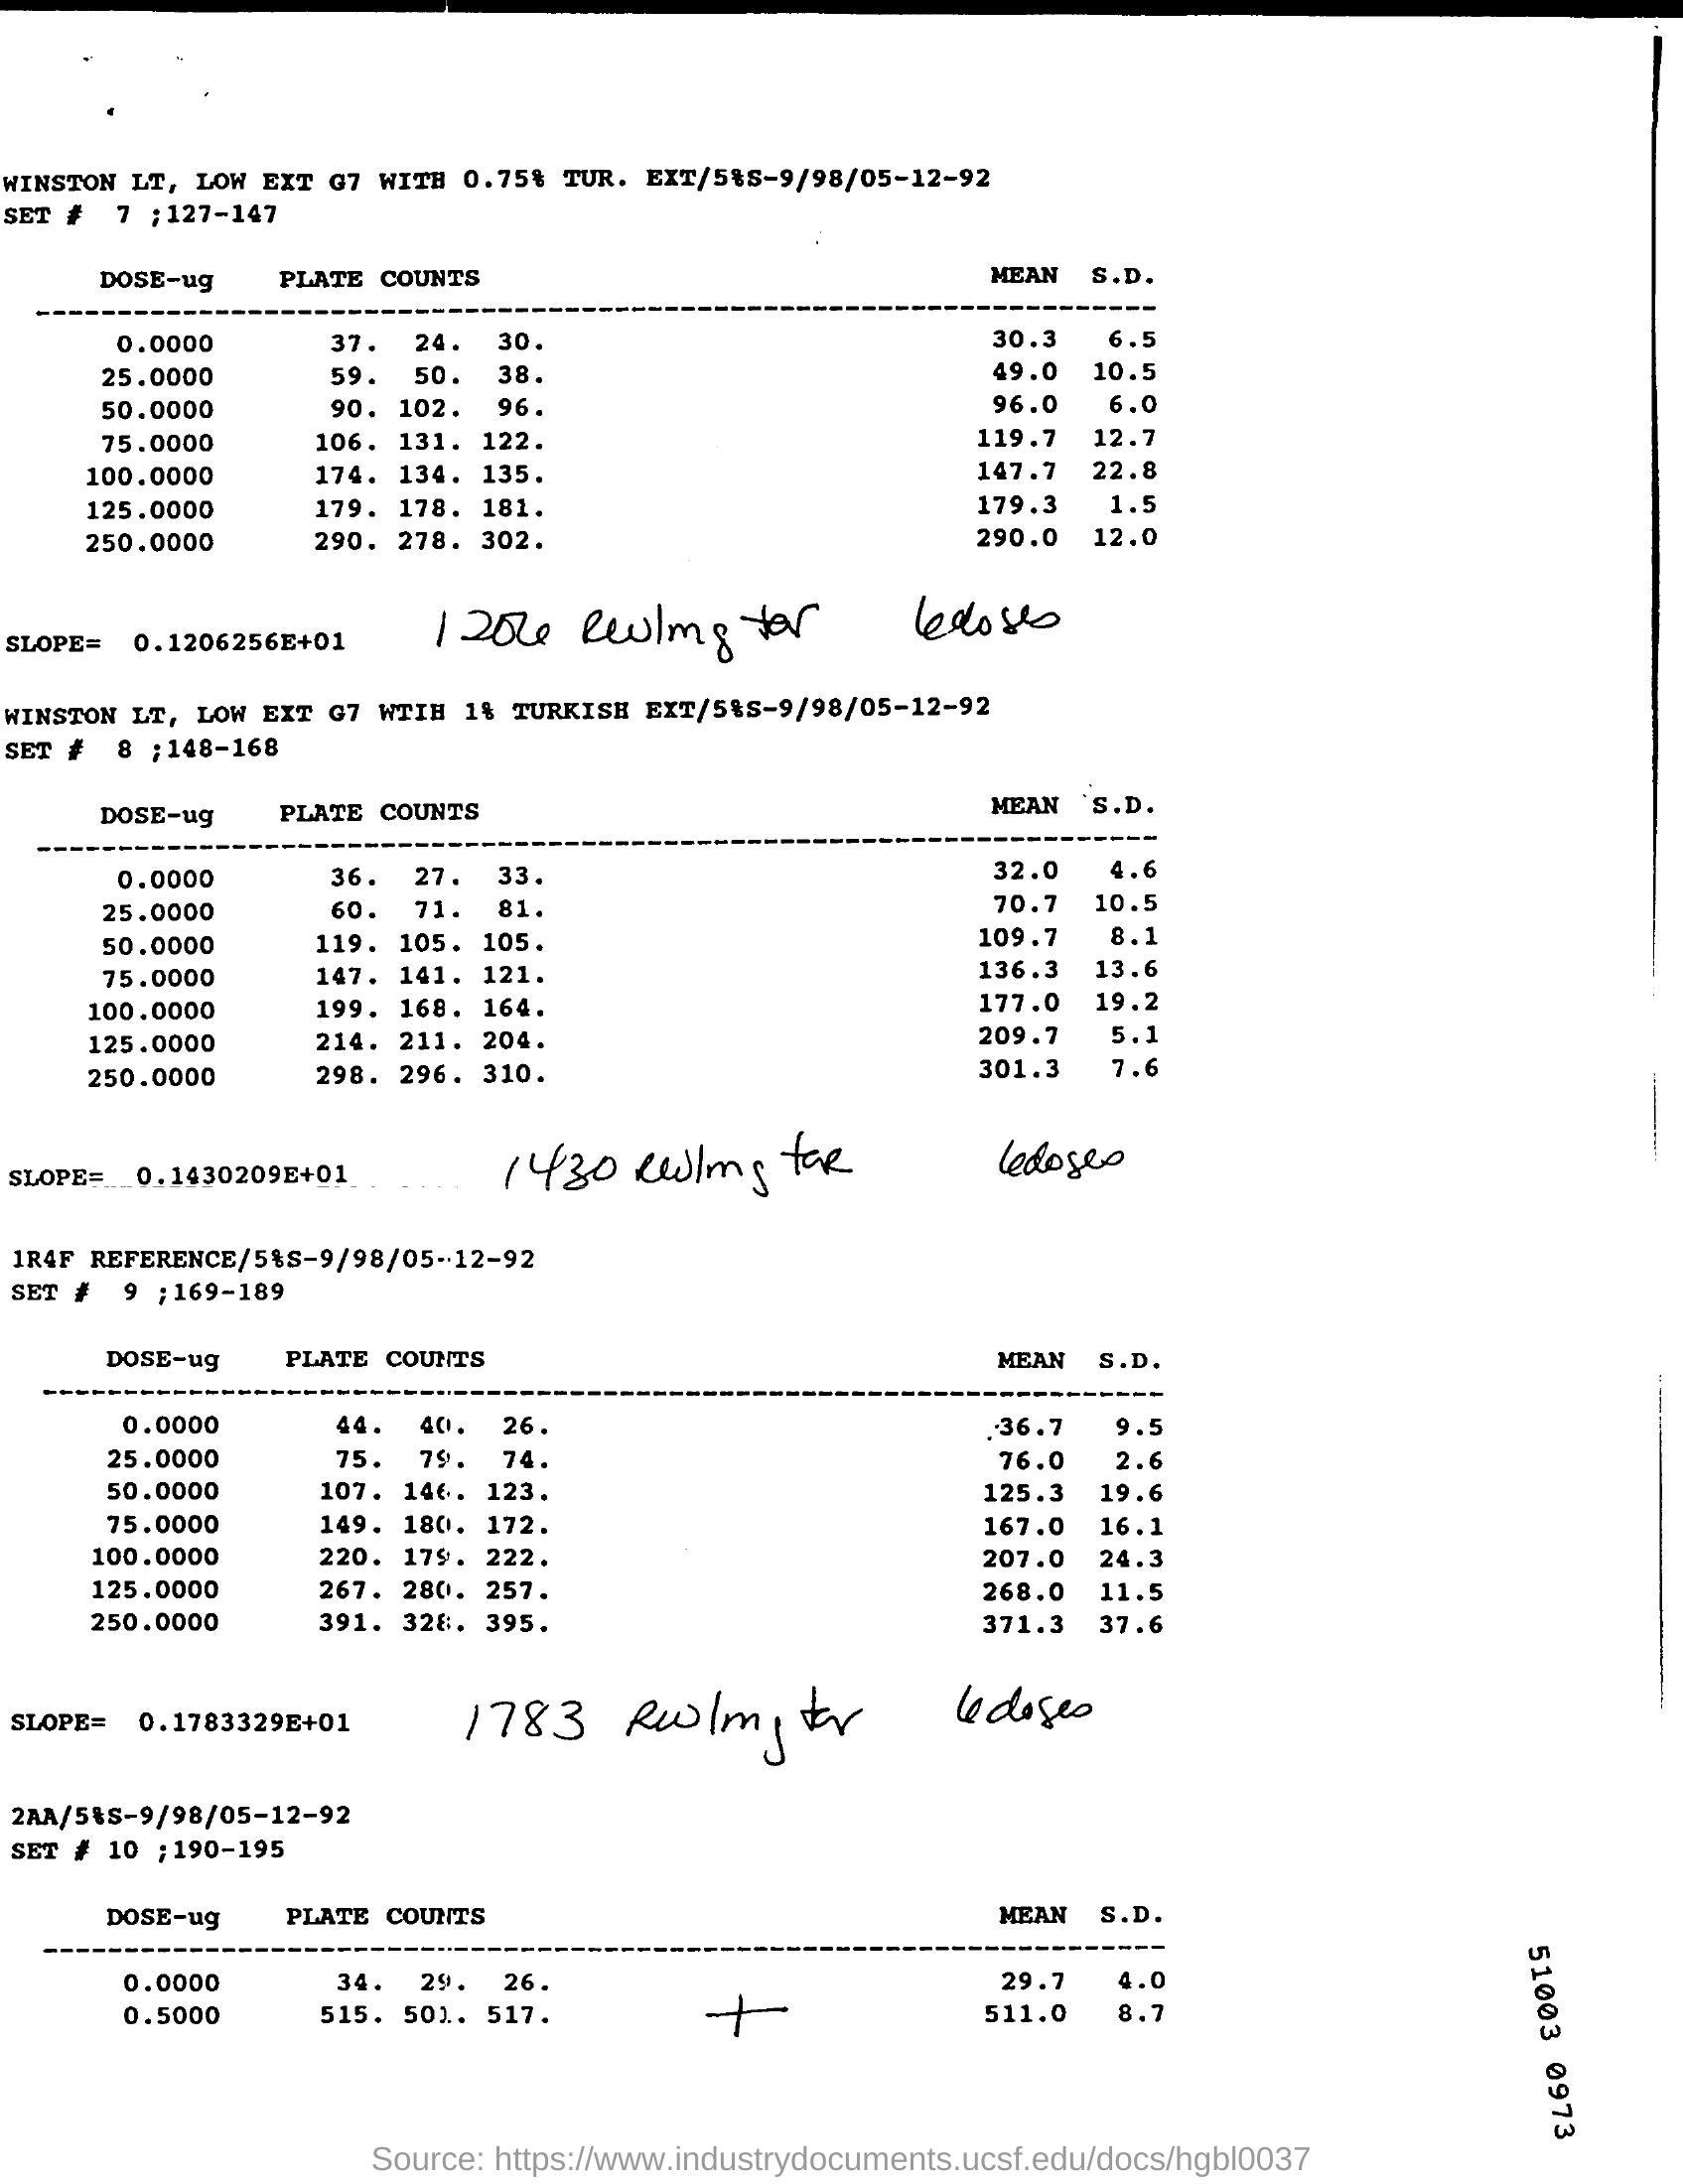 WINSTON LT, LOW EXT G7 WITH 0.75% TUR. EXT/5%S-9/98/05-12-92
SET # 7 ;127-147
DOSE-ug PLATE COUNTS MEAN S.D.
0.0000 37. 24. 30. 30.3 6.5
25.0000 59. 50. 38. 49.0 10.5
50.0000 90. 102. 96. 96.0 6.0
75.0000 106. 131. 122. 119.7 12.7
100.0000 174. 134. 135. 147.7 22.8
125.0000 179. 178. 181. 179.3 1.5
250.0000 290. 278. 302. 290.0 12.0
SLOPE= 0.1206256E+01 1206 rev/mg tar 6doses
WINSTON LT, LOW EXT G7 WTIH 1% TURKISH EXT/5%S-9/98/05-12-92
SET # 8 ;148-168
DOSE-ug PLATE COUNTS MEAN S.D.
0.0000 36. 27. 33. 32.0 4.6
25.0000 60. 71. 81. 70.7 10.5
50.0000 119. 105. 105. 109.7 8.1
75.0000 147. 141. 121. 136.3 13.6
100.0000 199. 168. 164. 177.0 19.2
125.0000 214. 211. 204. 209.7 5.1
250.0000 298. 296. 310. 301.3 7.6
SLOPE= 0.1430209E+01 1430 rev/mg tar 6doses
1R4F REFERENCE/5%S-9/98/05-12-92
SET # 9 ;169-189
DOSE-ug PLATE COUNTS MEAN S.D.
0.0000 44. 40. 26. 36.7 9.5
25.0000 75. 79. 74. 76.0 2.6
50.0000 107. 146. 123. 125.3 19.6
75.0000 149. 180. 172. 167.0 16.1
100.0000 220. 179. 222. 207.0 24.3
125.0000 267. 280. 257. 268.0 11.5
250.0000 391. 328. 395. 371.3 37.6
SLOPE= 0.1783329E+01 1783 rev/mg tar 6doses
2AA/5%S-9/98/05-12-92
SET # 10 ;190-195
DOSE-ug PLATE COUNTS MEAN S.D.
0.0000 34. 29. 26. 29.7 4.0
0.5000 515. 501. 517. + 511.0 8.7
51003 0973
Source: https://www.industrydocuments.ucsf.edu/docs/hgbl0037